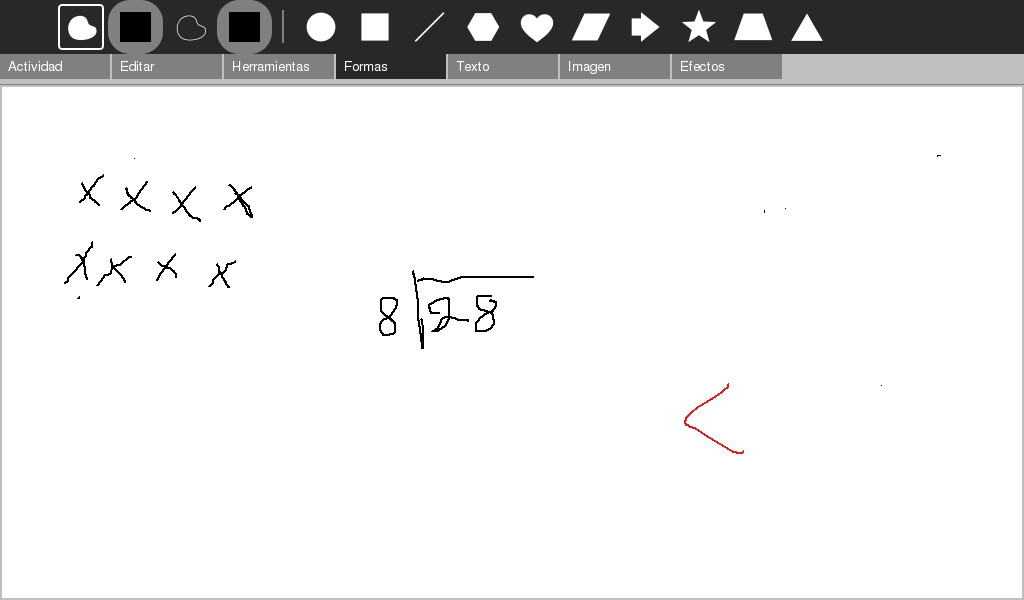 Actividad Editar Herramientas Formas Texto Imagen Efectos
x x x x
x x x x
8 28
<